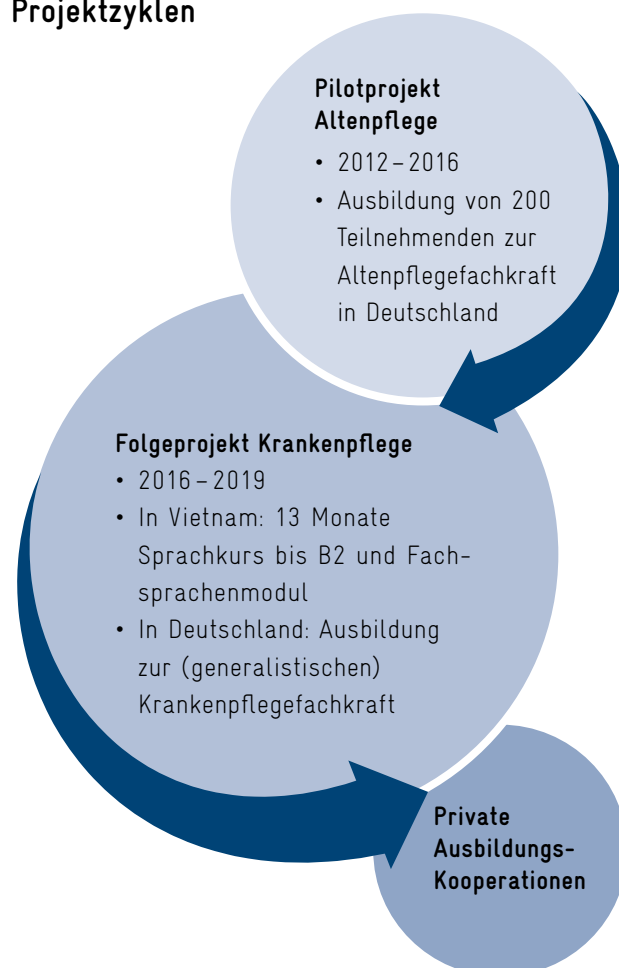 Projektzyklen
Pilotprojekt
Altenpflege
• 2012–2016
• Ausbildung von 200
Teilnehmenden zur
Altenpflegefachkraft
in Deutschland
Folgeprojekt Krankenpflege
• 2016–2019
• In Vietnam: 13 Monate
Sprachkurs bis B2 und Fach-
sprachenmodul
• In Deutschland: Ausbildung
zur (generalistischen)
Krankenpflegefachkraft
Private
Ausbildungs-
Kooperationen